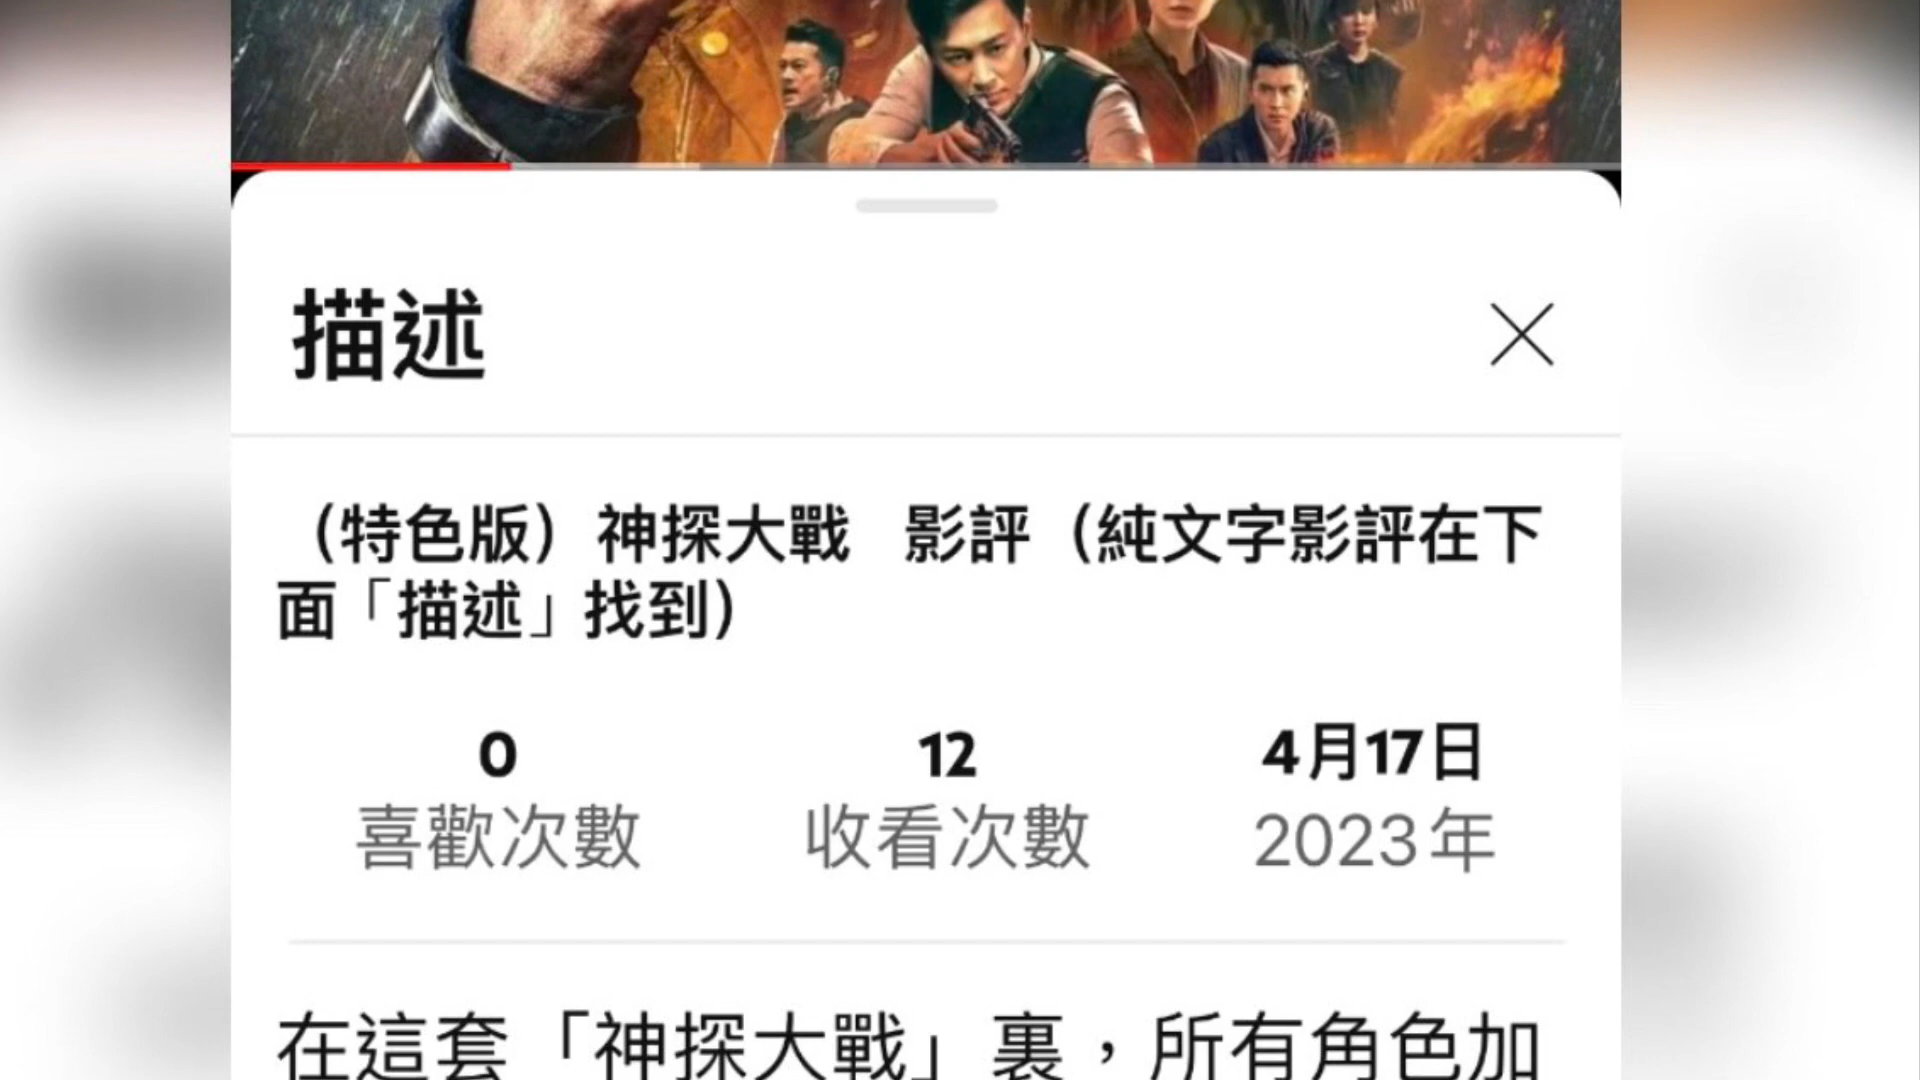 描述
（特色版）神探大戰 影評（純文字影評在下
面「描述」找到）
0 12 4月17日
喜歡次數 收看次數 2023年
在這套「神探大戰」裏，所有角色加